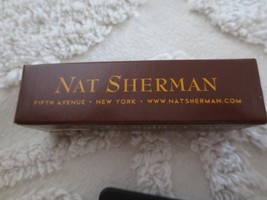 NAT SHERMAN
FIFTH AVENUE • NEW YORK • WWW.NATSHERMAN.COM